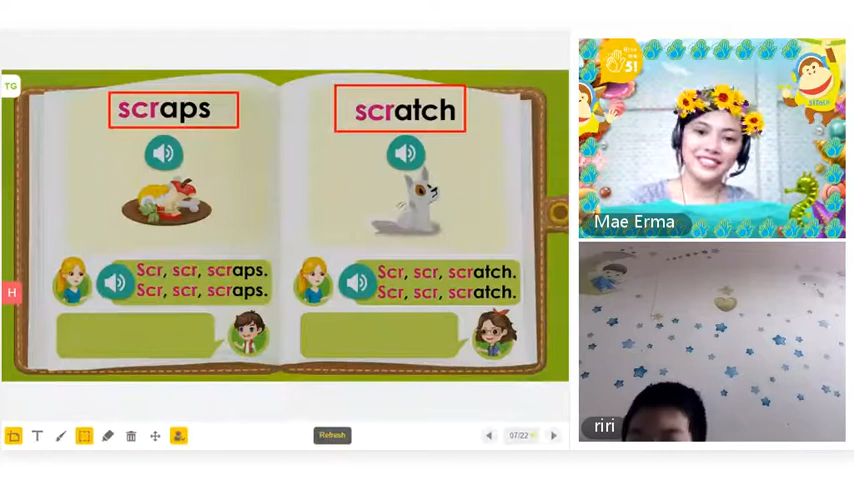 TG
scraps
scratch
Scr, scr, scraps.
Scr, scr, scraps.
Scr, scr, scratch.
Scr, scr, scratch.
H
T
Refresh
07/22
51
Mae Erma
riri